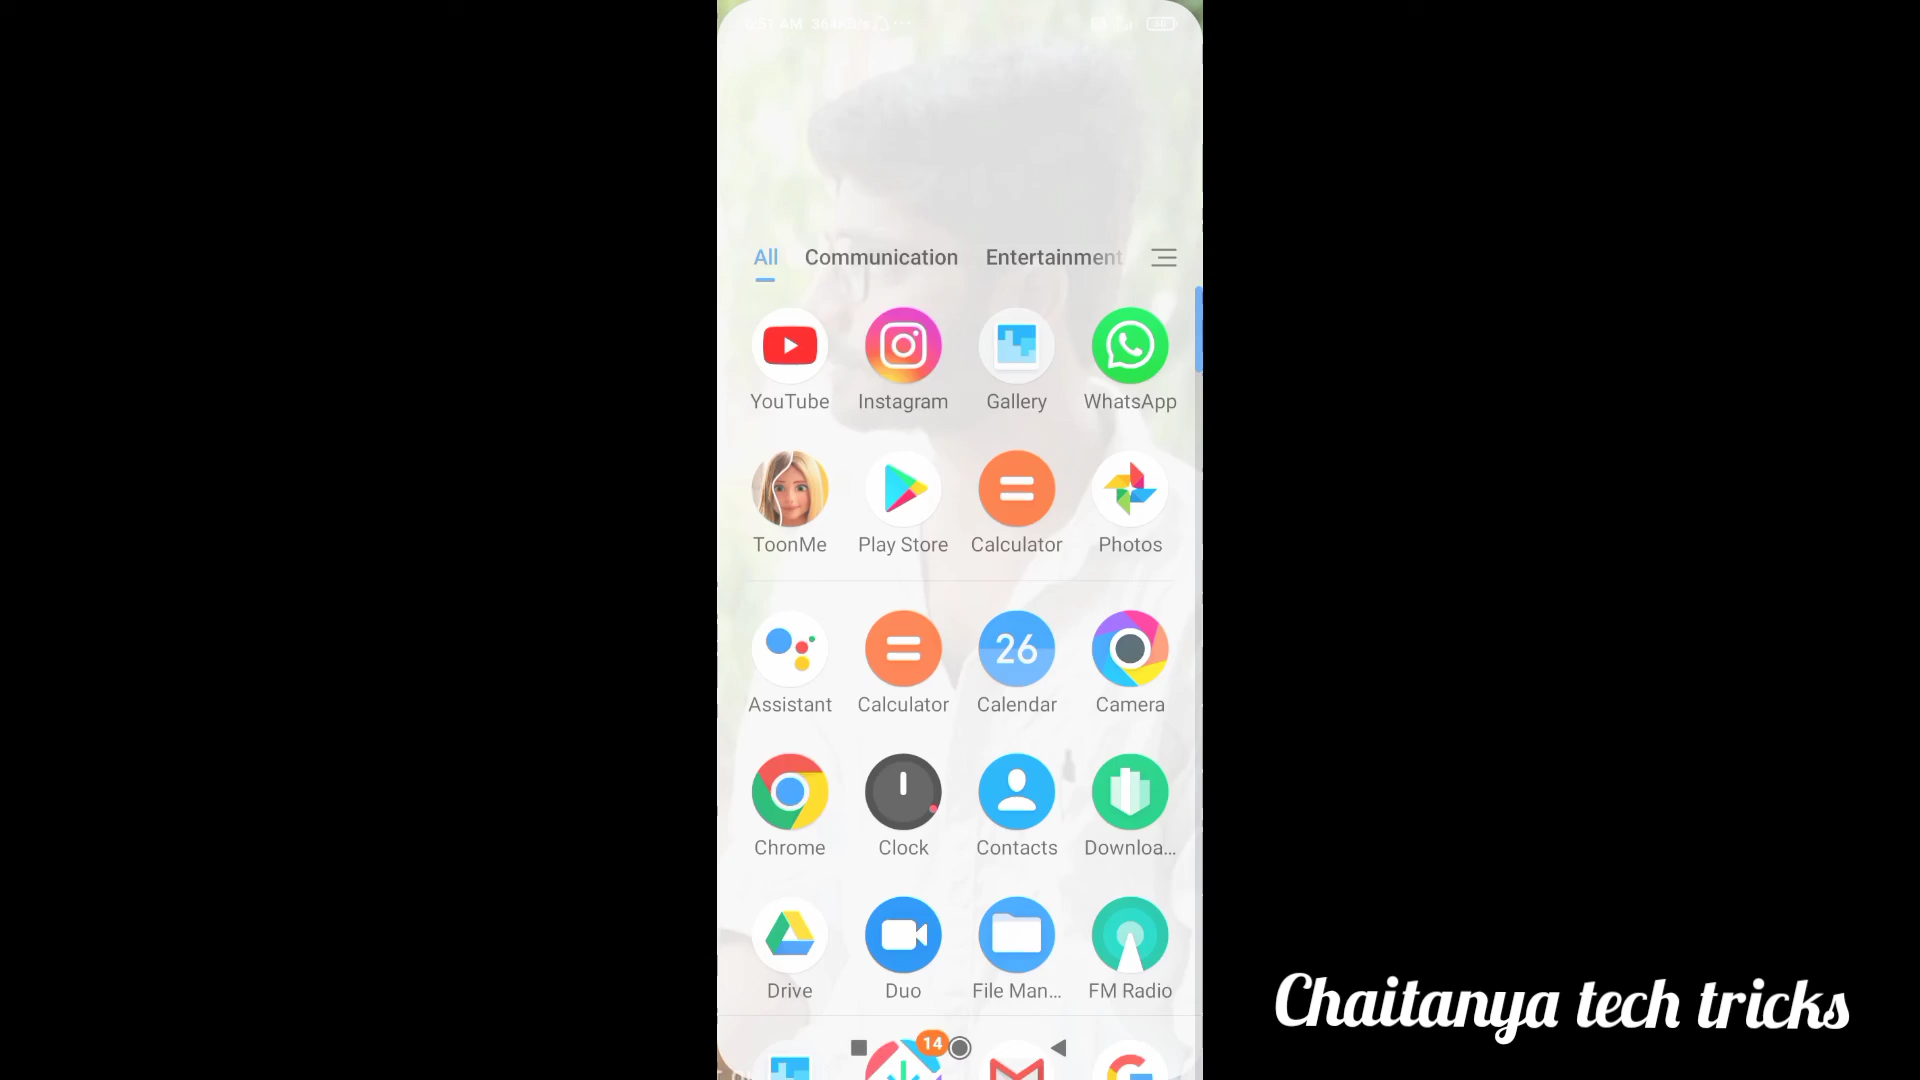 All Communication Entertainment
YouTube Instagram Gallery WhatsApp
ToonMe Play Store Calculator Photos
26
Assistant Calculator Calendar Camera
Chrome Clock Contacts Downloa...
Drive Duo File Man... FM Radio
14
Chaitanya tech tricks